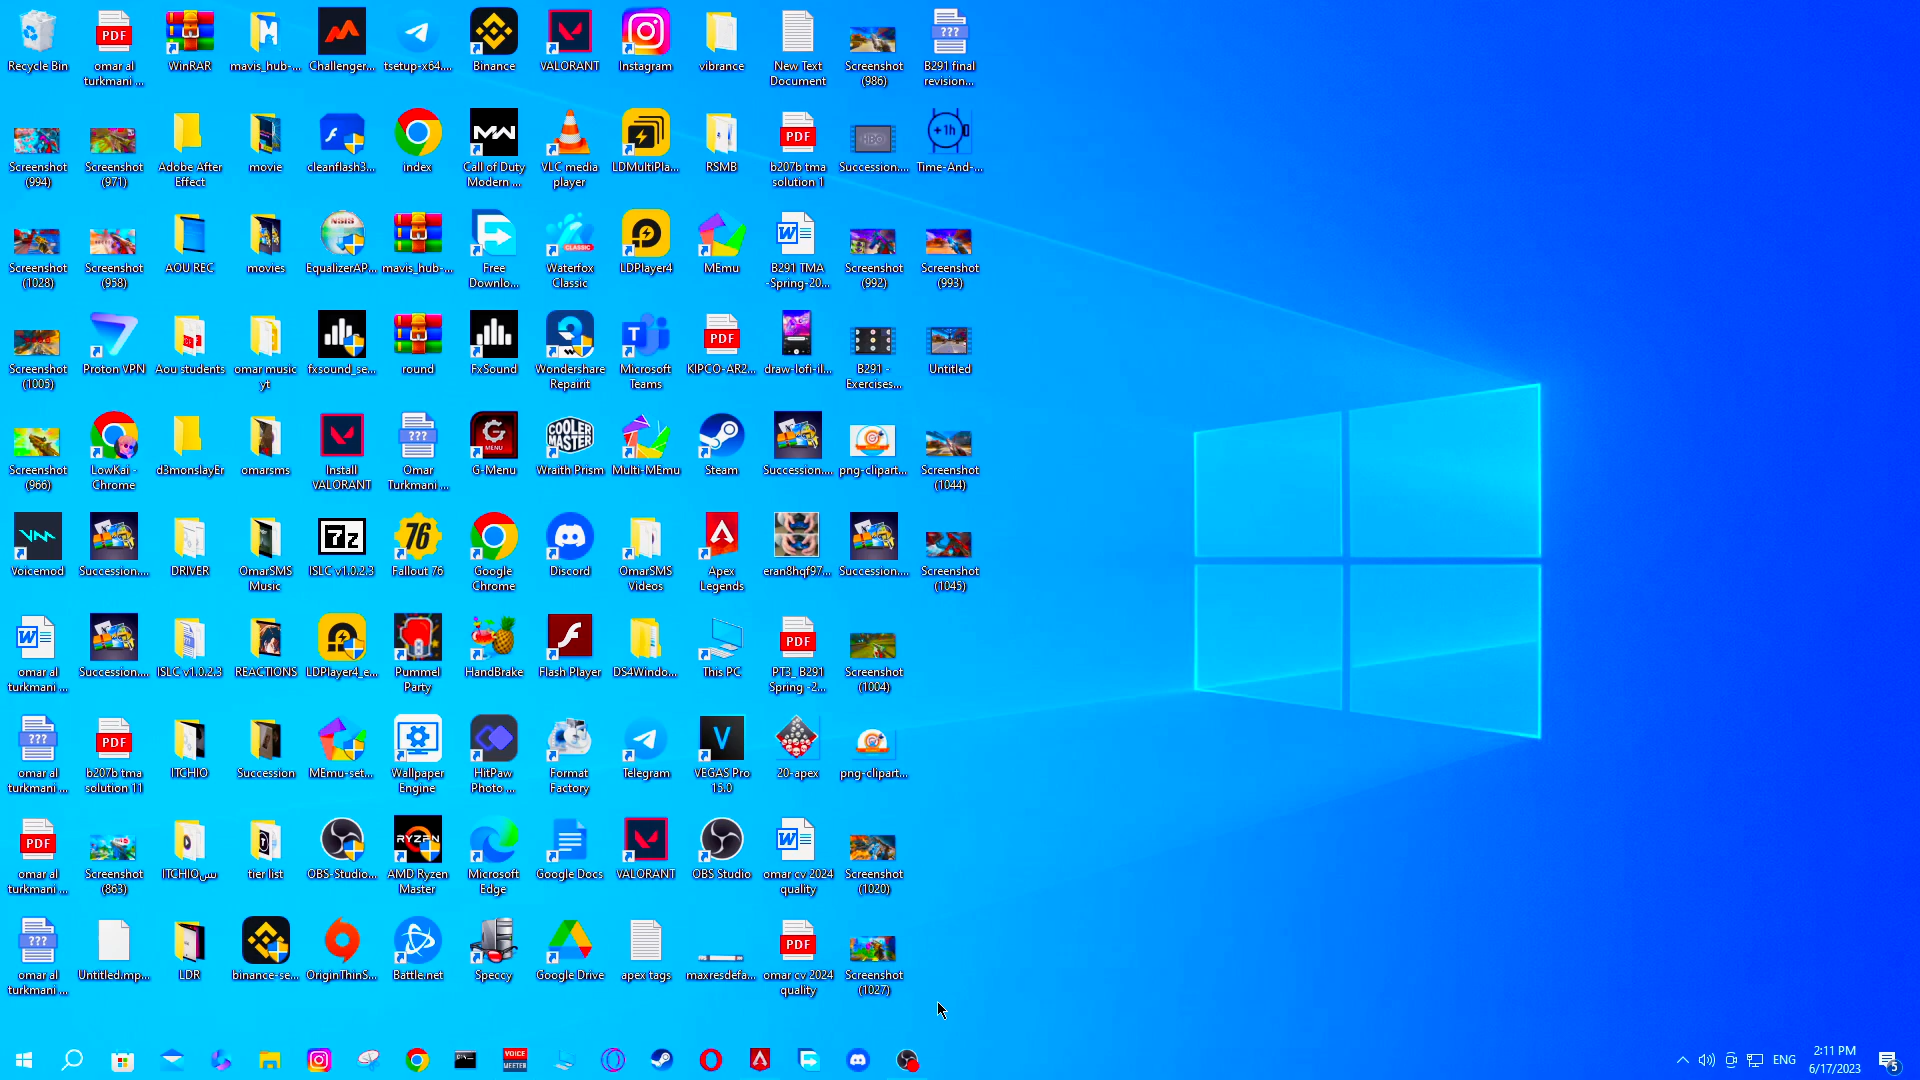 Recycle Bin
omar al
turkmani ...
WinRAR
mavis_hub-...
Challenger...
tsetup-x64....
Binance
VALORANT
Instagram
vibrance
New Text
Document
Screenshot
(986)
B291 final
revision...
Screenshot
(994)
Screenshot
(971)
Adobe After
Effect
movie
cleanflash3...
index
Call of Duty
Modern ...
VLC media
player
LDMultiPla...
RSMB
b207b tma
solution 1
Succession....
Time-And-...
Screenshot
(1028)
Screenshot
(958)
AOU REC
movies
EqualizerAP...
mavis_hub-...
Free
Downlo...
Waterfox
Classic
LDPlayer4
MEmu
B291 TMA
-Spring-20...
Screenshot
(992)
Screenshot
(993)
Screenshot
(1005)
Proton VPN
Aou students
omar music
yt
fxsound_se...
round
FxSound
Wondershare
Repairit
Microsoft
Teams
KIPCO-AR2...
draw-lofi-il...
B291 -
Exercises...
Untitled
Screenshot
(966)
LowKai -
Chrome
d3monslayEr
omarsms
Install
VALORANT
Omar
Turkmani ...
G-Menu
Wraith Prism
Multi-MEmu
Steam
Succession....
png-clipart...
Screenshot
(1044)
Voicemod
Succession....
DRIVER
OmarSMS
Music
ISLC v1.0.2.3
Fallout 76
Google
Chrome
Discord
OmarSMS
Videos
Apex
Legends
eran8hqf97...
Succession....
Screenshot
(1045)
omar al
turkmani ...
Succession....
ISLC v1.0.2.3
REACTIONS
LDPlayer4_e...
Pummel
Party
HandBrake
Flash Player
DS4Windo...
This PC
PT3_ B291
Spring -2...
Screenshot
(1004)
omar al
turkmani ...
b207b tma
solution 11
ITCHIO
Succession
MEmu-set...
Wallpaper
Engine
HitPaw
Photo ...
Format
Factory
Telegram
VEGAS Pro
15.0
20-apex
png-clipart...
omar al
turkmani ...
Screenshot
(863)
ITCHIOس
tier list
OBS-Studio...
AMD Ryzen
Master
Microsoft
Edge
Google Docs
VALORANT
OBS Studio
omar cv 2024
quality
Screenshot
(1020)
omar al
turkmani ...
Untitled.mp...
LDR
binance-se...
OriginThinS...
Battle.net
Speccy
Google Drive
apex tags
maxresdefa...
omar cv 2024
quality
Screenshot
(1027)
VOICE
MEETER
ENG
2:11 PM
6/17/2023
5